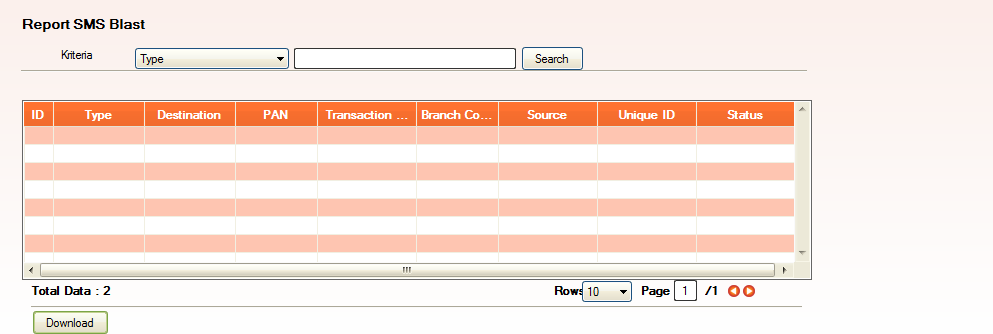 Report SMS Blast
Kriteria Type Search
ID Type Destination PAN Transaction ... Branch Co... Source Unique ID Status
Total Data : 2 Rows 10 Page 1 /1
Download